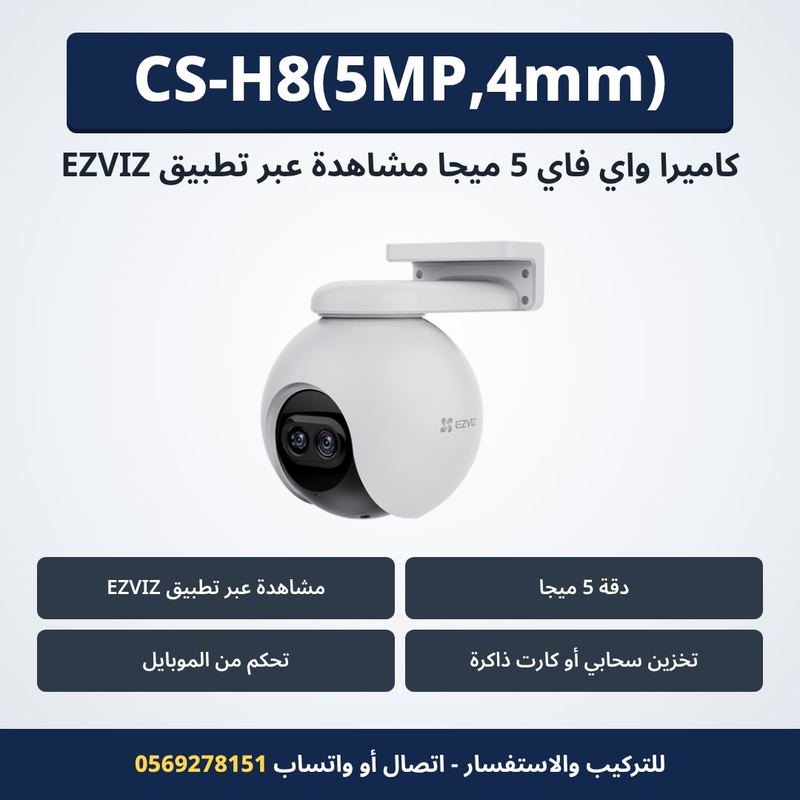 CS-H8(5MP,4mm)
كاميرا واي فاي 5 ميجا مشاهدة عبر تطبيق EZVIZ
EZVIZ
دقة 5 ميجا
مشاهدة عبر تطبيق EZVIZ
تخزين سحابي أو كارت ذاكرة
تحكم من الموبايل
للتركيب والاستفسار - اتصال أو واتساب 0569278151